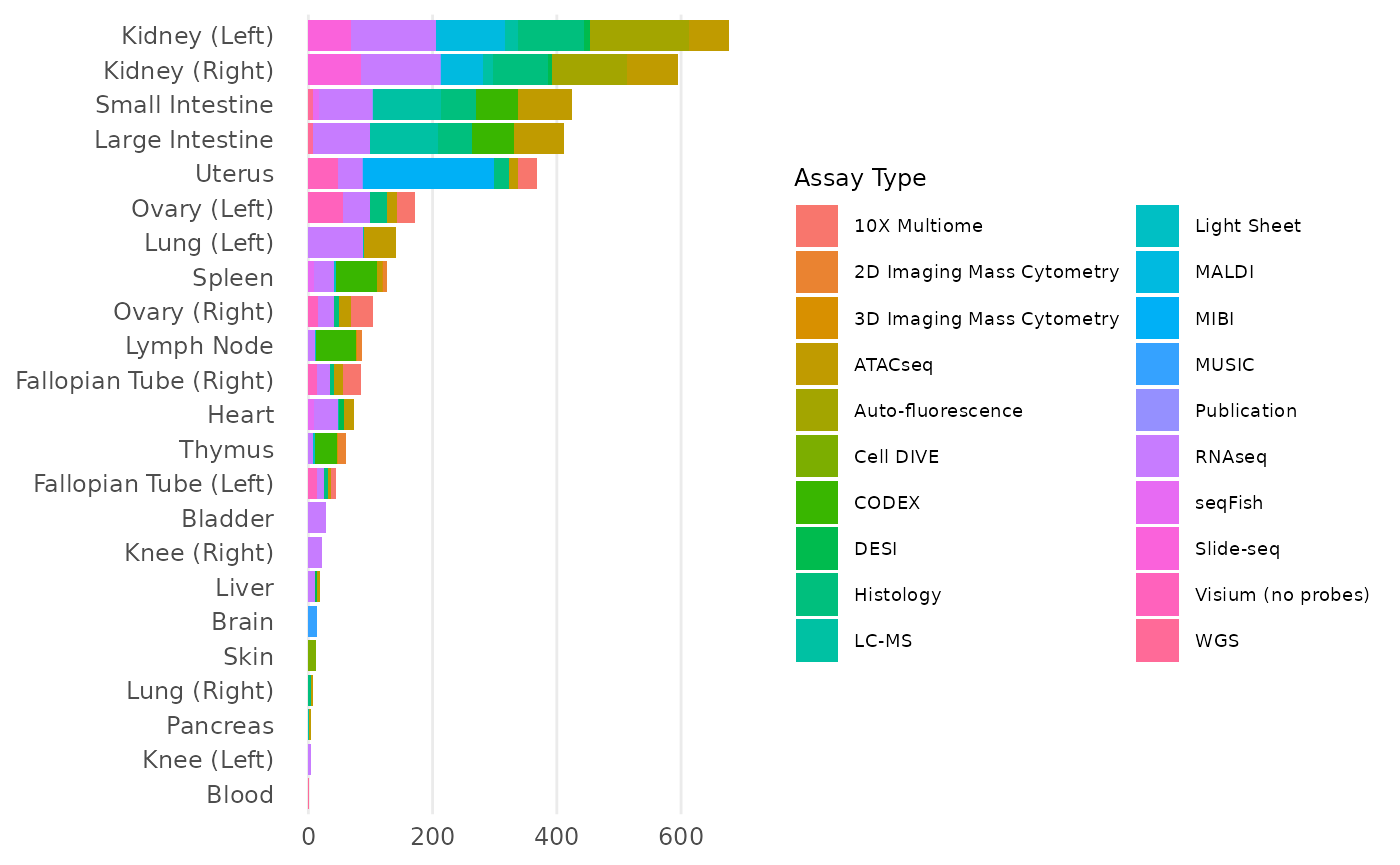 Kidney (Left)
Kidney (Right)
Small Intestine
Large Intestine
Uterus
Ovary (Left)
Lung (Left)
Spleen
Ovary (Right)
Lymph Node
Fallopian Tube (Right)
Heart
Thymus
Fallopian Tube (Left)
Bladder
Knee (Right)
Liver
Brain
Skin
Lung (Right)
Pancreas
Knee (Left)
Blood
0 200 400 600
Assay Type
10X Multiome
2D Imaging Mass Cytometry
3D Imaging Mass Cytometry
ATACseq
Auto-fluorescence
Cell DIVE
CODEX
DESI
Histology
LC-MS
Light Sheet
MALDI
MIBI
MUSIC
Publication
RNAseq
seqFish
Slide-seq
Visium (no probes)
WGS